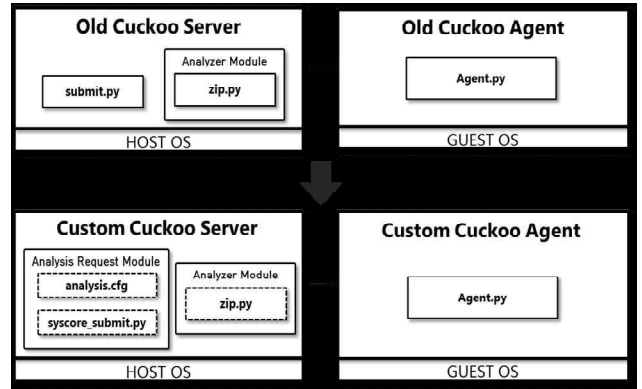 Old Cuckoo Server
Analyzer Module
submit.py
zip.py
HOST OS
Old Cuckoo Agent
Agent.py
GUEST OS
Custom Cuckoo Server
Analysis Request Module
analysis.cfg
syscore_submit.py
Analyzer Module
zip.py
HOST OS
Custom Cuckoo Agent
Agent.py
GUEST OS